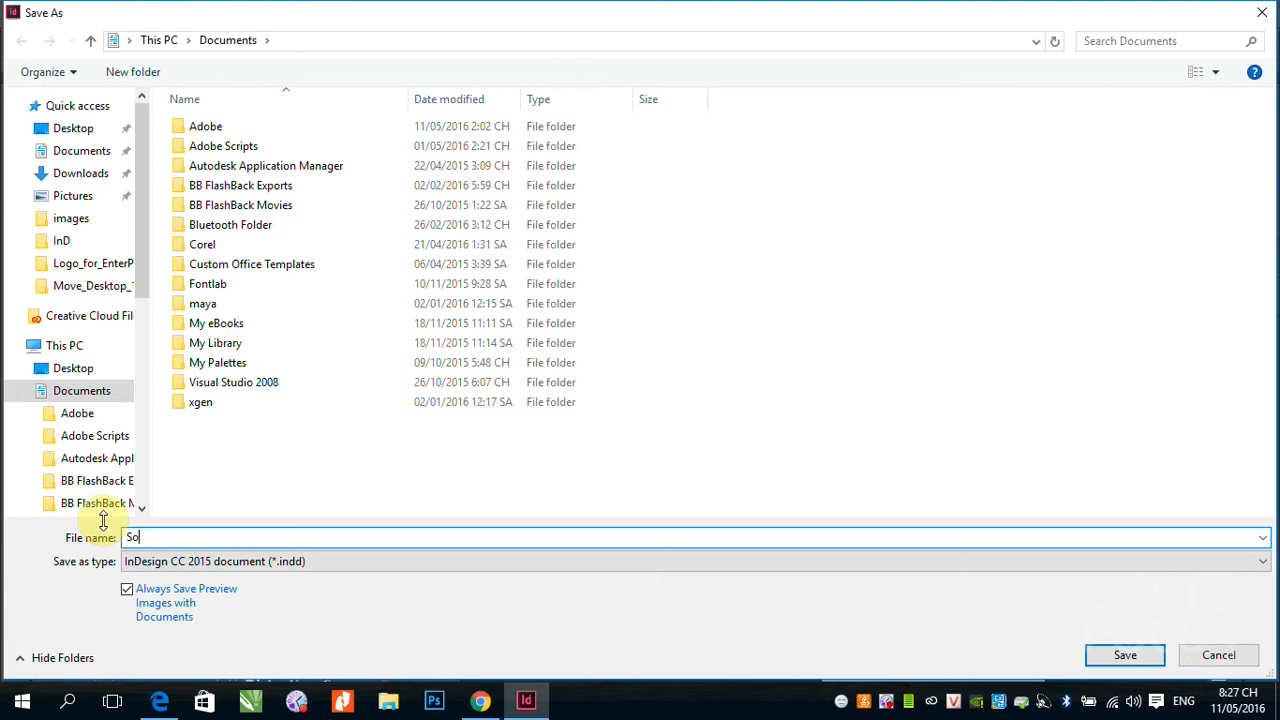 Save As
This PC
Documents
Search Documents
Organize
New folder
Name
Date modified
Type
Size
Adobe 11/05/2016 2:02 CH File folder
Adobe Scripts 01/05/2016 2:21 CH File folder
Autodesk Application Manager 22/04/2015 3:09 CH File folder
BB FlashBack Exports 02/02/2016 5:59 CH File folder
BB FlashBack Movies 26/10/2015 1:22 SA File folder
Bluetooth Folder 26/02/2016 3:12 CH File folder
Corel 21/04/2016 1:31 SA File folder
Custom Office Templates 06/04/2015 3:39 SA File folder
Fontlab 10/11/2015 9:28 SA File folder
maya 02/01/2016 12:15 SA File folder
My eBooks 18/11/2015 11:11 SA File folder
My Library 18/11/2015 11:14 SA File folder
My Palettes 09/10/2015 5:48 CH File folder
Visual Studio 2008 26/10/2015 6:07 CH File folder
xgen 02/01/2016 12:17 SA File folder
Quick access
Desktop
Documents
Downloads
Pictures
images
InD
Logo_for_EnterP
Move_Desktop_1
Creative Cloud Fil
This PC
Desktop
Documents
Adobe
Adobe Scripts
Autodesk Appl
BB FlashBack E
BB FlashBack M
File name: So
Save as type: InDesign CC 2015 document (*.indd)
Always Save Preview
Images with
Documents
Hide Folders
Save
Cancel
Ps
Id
ENG
8:27 CH
11/05/2016